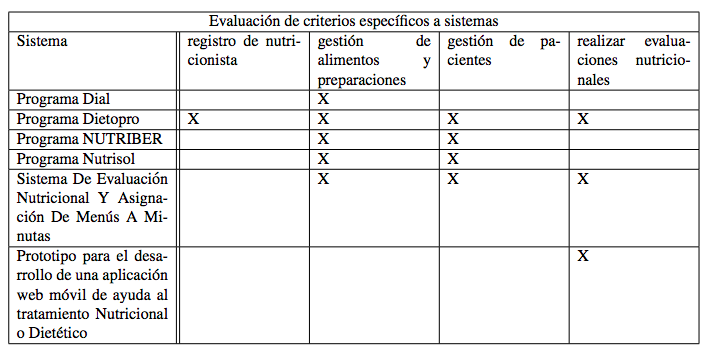 Evaluación de criterios específicos a sistemas
Sistema
registro de nutri-
cionista
gestión de
alimentos y
preparaciones
gestión de pa-
cientes
realizar evalua-
ciones nutricio-
nales
Programa Dial X
Programa Dietopro X X X X
Programa NUTRIBER X X
Programa Nutrisol X X
Sistema De Evaluación X X X
Nutricional Y Asigna-
ción De Menús A Mi-
nutas
Prototipo para el desa- X
rrollo de una aplicación
web móvil de ayuda al
tratamiento Nutricional
o Dietético